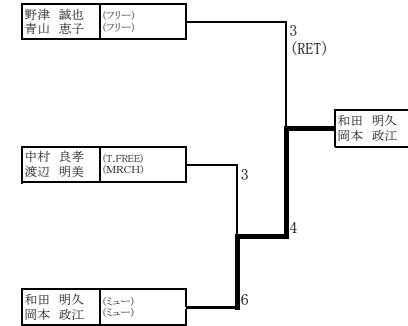 野津 誠也 (フリー)
青山 恵子 (フリー)
3
(RET)
和田 明久
岡本 政江
中村 良孝 (T.FREE)
渡辺 明美 (MRCH)
3
4
和田 明久 (ミュー)
岡本 政江 (ミュー)
6